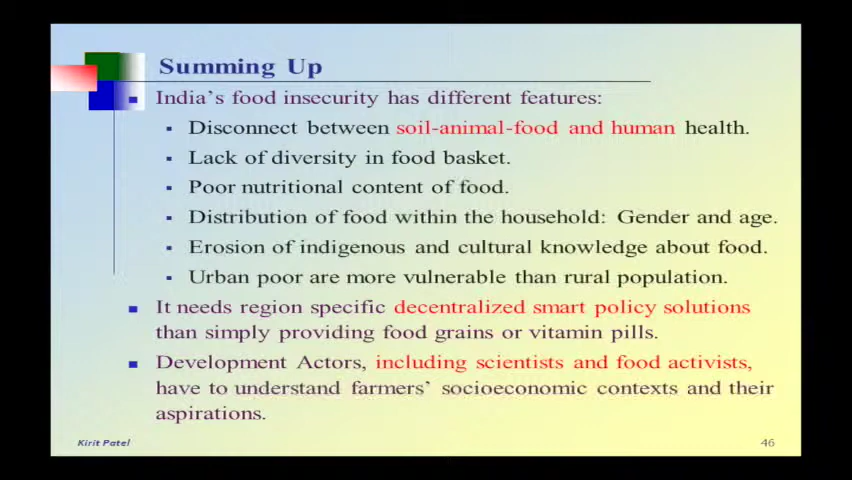 Summing Up
India's food insecurity has different features:
Disconnect between soil-animal-food and human health.
Lack of diversity in food basket.
Poor nutritional content of food.
Distribution of food within the household: Gender and age.
Erosion of indigenous and cultural knowledge about food.
Urban poor are more vulnerable than rural population.
It needs region specific decentralized smart policy solutions
than simply providing food grains or vitamin pills.
Development Actors, including scientists and food activists,
have to understand farmers' socioeconomic contexts and their
aspirations.
Kirit Patel
46